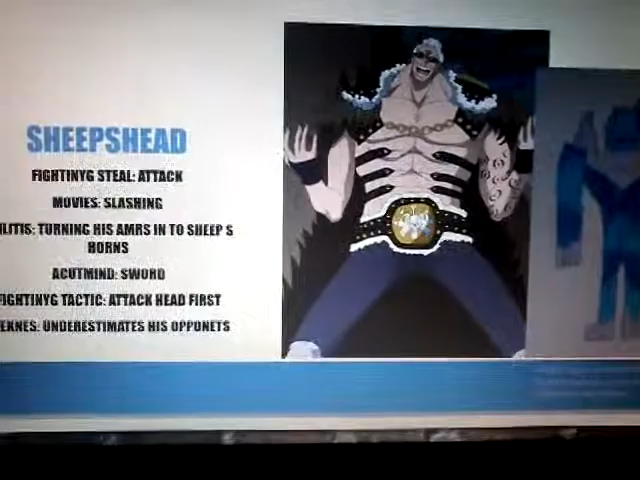 SHEEPSHEAD
FIGHTINYG STEAL: ATTACK
MOVIES: SLASHING
ILITIS: TURNING HIS AMRS IN TO SHEEP S
HORNS
ACUTMIND: SWORD
FIGHTINYG TACTIC: ATTACK HEAD FIRST
EKNES: UNDERESTIMATES HIS OPPONETS